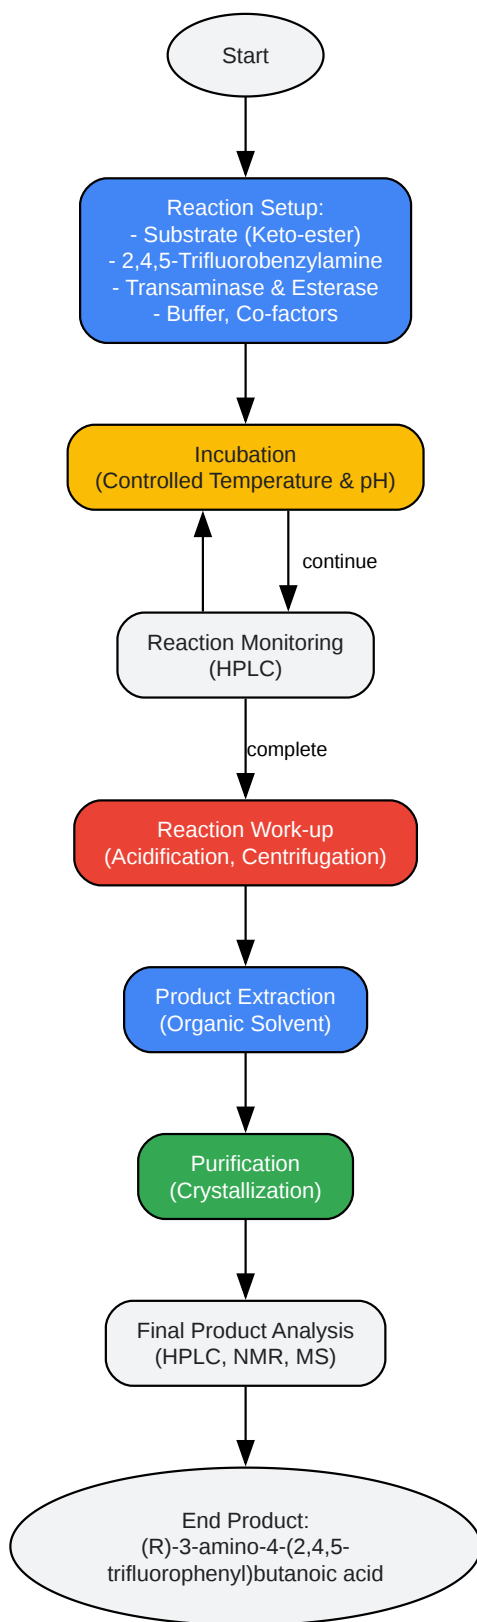 Start
Reaction Setup:
- Substrate (Keto-ester)
- 2,4,5-Trifluorobenzylamine
- Transaminase & Esterase
- Buffer, Co-factors
Incubation
(Controlled Temperature & pH)
continue
Reaction Monitoring
(HPLC)
complete
Reaction Work-up
(Acidification, Centrifugation)
Product Extraction
(Organic Solvent)
Purification
(Crystallization)
Final Product Analysis
(HPLC, NMR, MS)
End Product:
(R)-3-amino-4-(2,4,5-
trifluorophenyl)butanoic acid